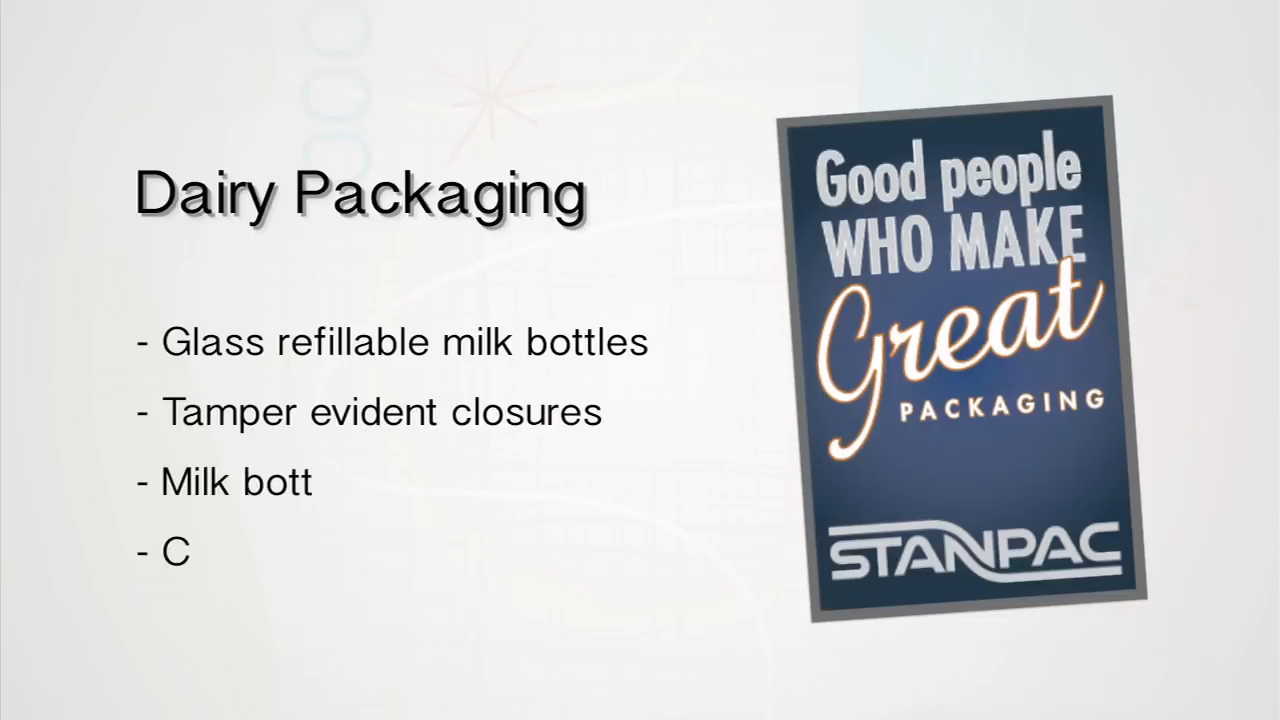 Dairy Packaging
- Glass refillable milk bottles
- Tamper evident closures
- Milk bott
- C
Good people
WHO MAKE
Great
PACKAGING
STANPAC